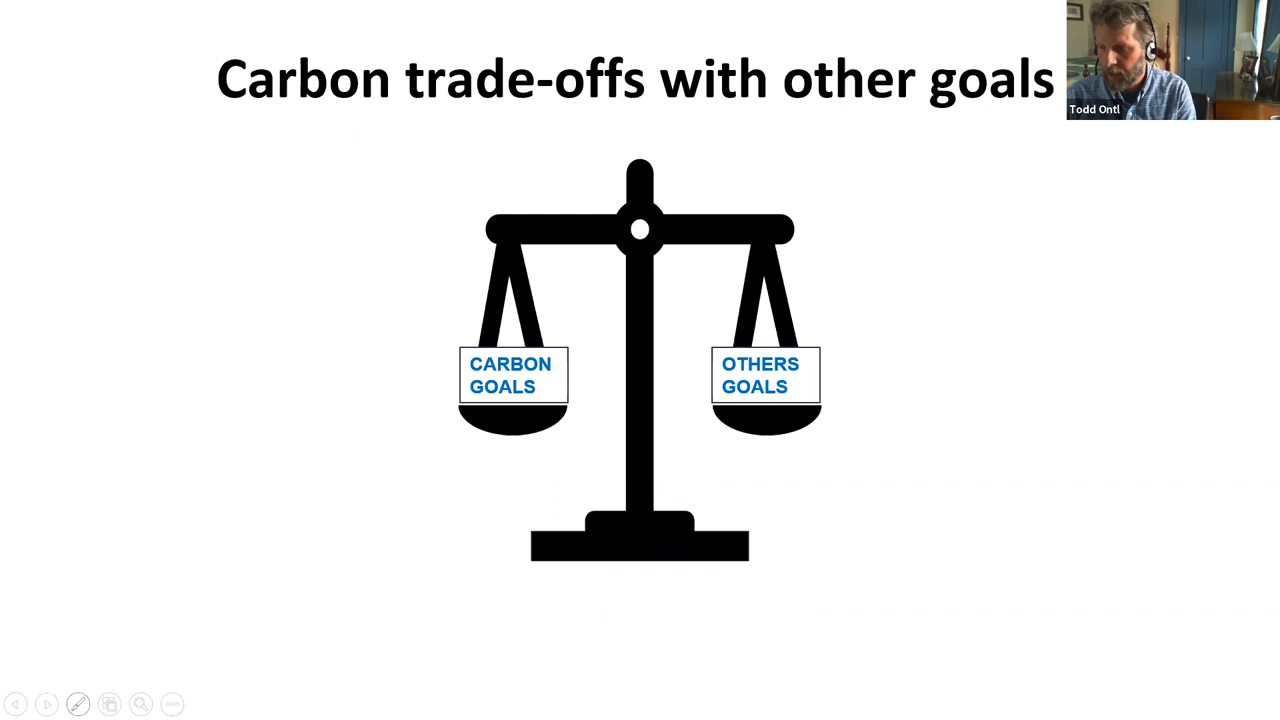 Carbon trade-offs with other goals
Todd Ontl
CARBON
GOALS
OTHERS
GOALS